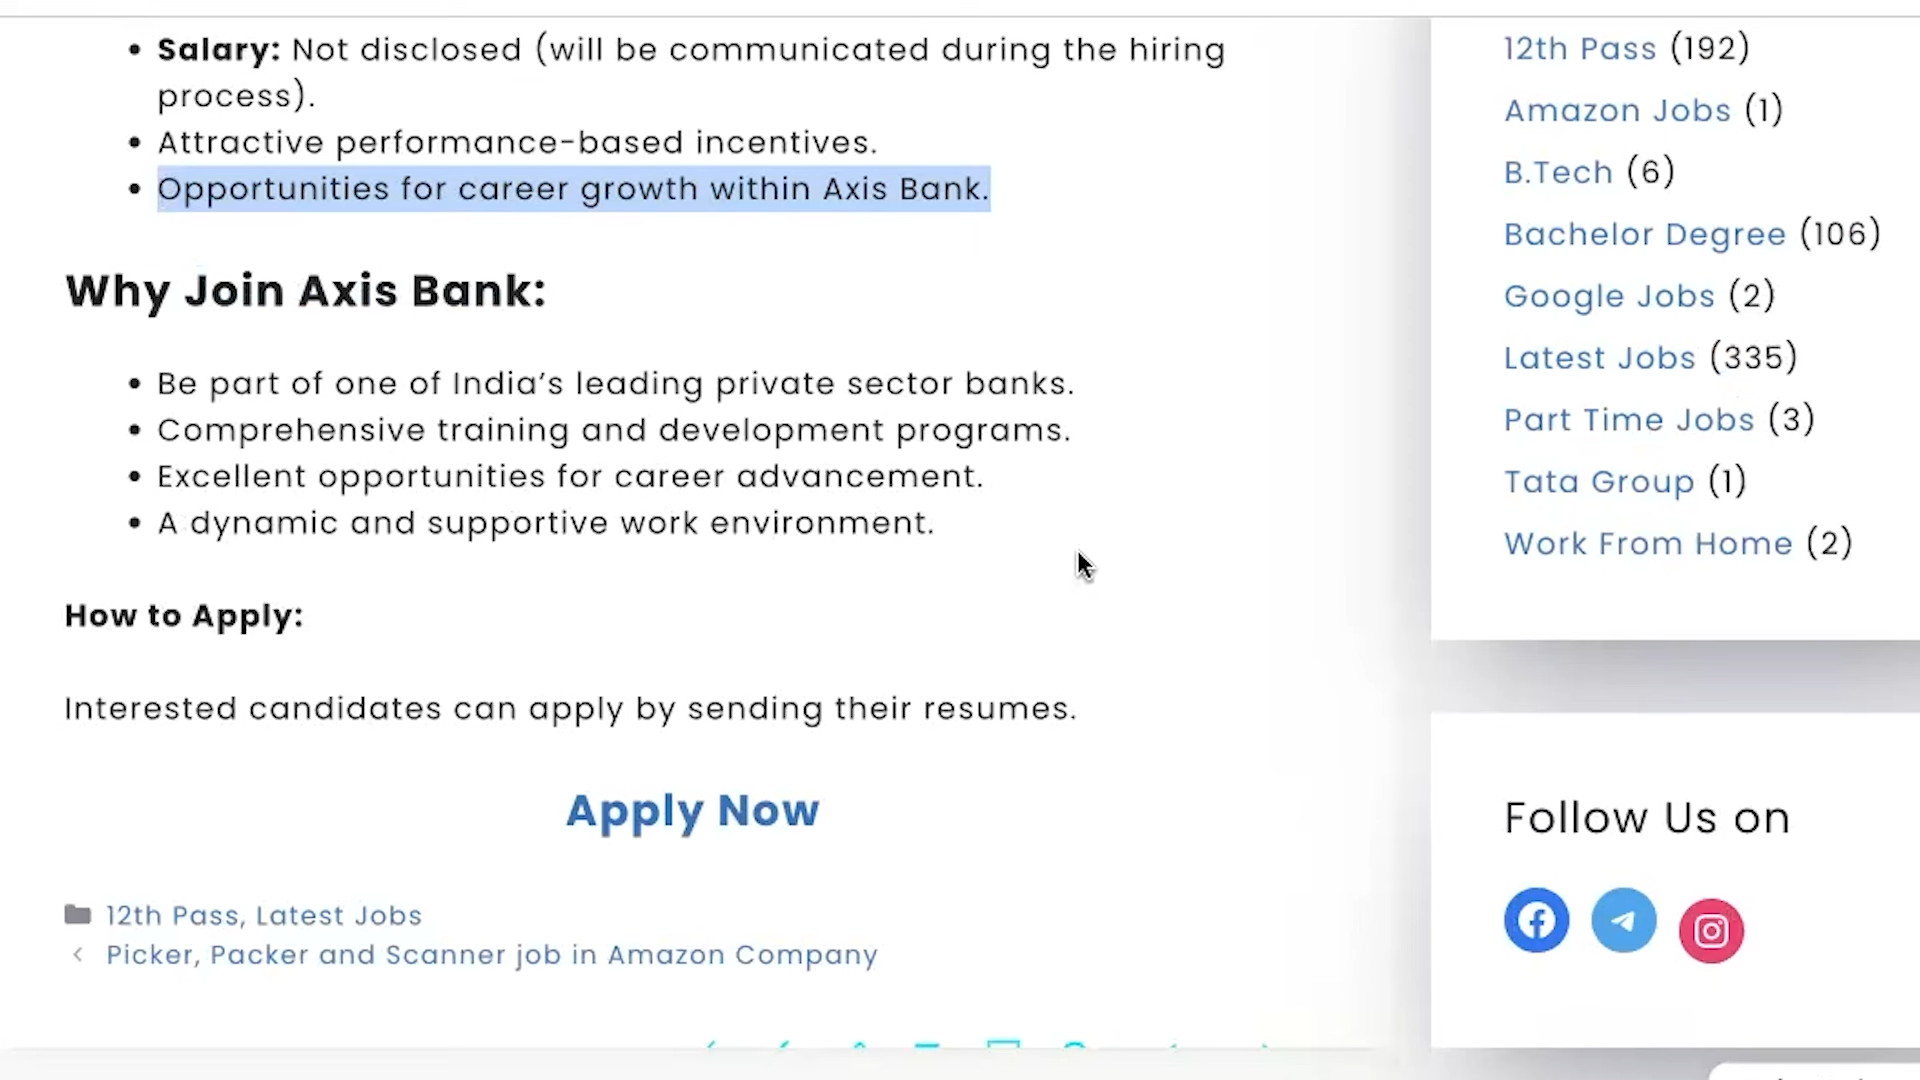 Salary: Not disclosed (will be communicated during the hiring
process).
Attractive performance-based incentives.
Opportunities for career growth within Axis Bank.
Why Join Axis Bank:
Be part of one of India’s leading private sector banks.
Comprehensive training and development programs.
Excellent opportunities for career advancement.
A dynamic and supportive work environment.
How to Apply:
Interested candidates can apply by sending their resumes.
Apply Now
12th Pass, Latest Jobs
Picker, Packer and Scanner job in Amazon Company
12th Pass (192)
Amazon Jobs (1)
B.Tech (6)
Bachelor Degree (106)
Google Jobs (2)
Latest Jobs (335)
Part Time Jobs (3)
Tata Group (1)
Work From Home (2)
Follow Us on